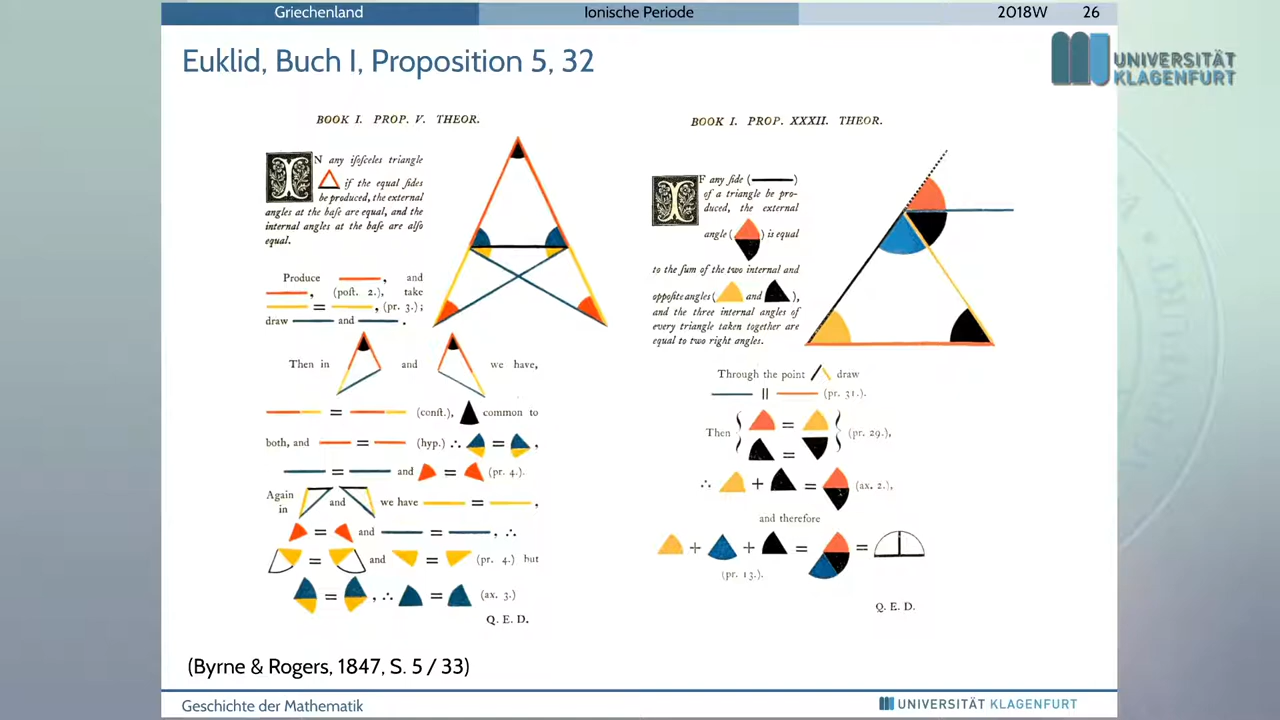 Griechenland
Ionische Periode
2018W
26
Euklid, Buch I, Proposition 5, 32
UNIVERSITÄT
KLAGENFURT
BOOK I. PROP. V. THEOR.
IN any iſoſceles triangle
if the equal ſides
be produced, the external
angles at the baſe are equal, and the
internal angles at the baſe are alſo
equal.
Produce , and
, (poſt. 2.), take
= , (pr. 3.);
draw and .
Then in and we have,
= (conſt.), common to
both, and = (hyp.) ∴ = ,
= and = (pr. 4.).
Again
in and we have = ,
= and = , ∴
= and = (pr. 4.) but
= , ∴ = (ax. 3.)
Q. E. D.
BOOK I. PROP. XXXII. THEOR.
IF any ſide ( )
of a triangle be pro-
duced, the external
angle ( ) is equal
to the ſum of the two internal and
oppoſite angles ( and ),
and the three internal angles of
every triangle taken together are
equal to two right angles.
Through the point draw
|| (pr. 31.).
Then { = = } (pr. 29.),
∴ + = (ax. 2.),
and therefore
+ + = =
(pr. 13.).
Q. E. D.
(Byrne & Rogers, 1847, S. 5 / 33)
Geschichte der Mathematik
UNIVERSITÄT KLAGENFURT